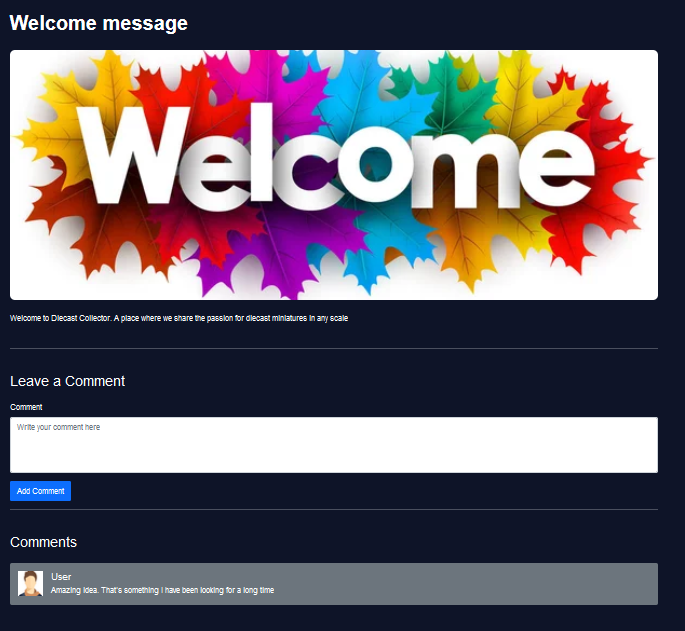 Welcome message
Welcome
Welcome to Diecast Collector. A place where we share the passion for diecast miniatures in any scale
Leave a Comment
Comment
Write your comment here
Add Comment
Comments
User
Amazing idea. That's something I have been looking for a long time